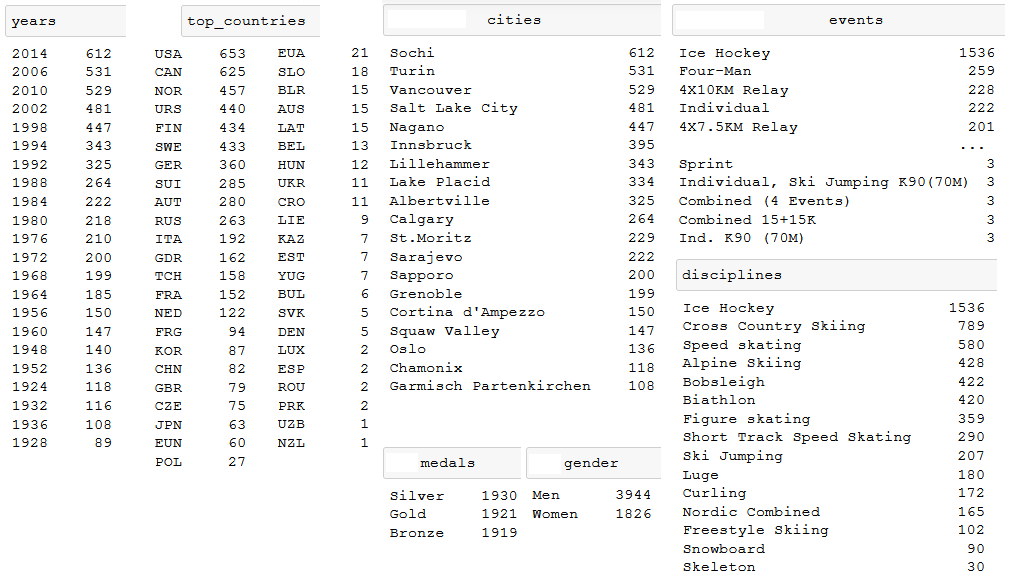 years
2014 612
2006 531
2010 529
2002 481
1998 447
1994 343
1992 325
1988 264
1984 222
1980 218
1976 210
1972 200
1968 199
1964 185
1956 150
1960 147
1948 140
1952 136
1924 118
1932 116
1936 108
1928 89
top_countries
USA 653
CAN 625
NOR 457
URS 440
FIN 434
SWE 433
GER 360
SUI 285
AUT 280
RUS 263
ITA 192
GDR 162
TCH 158
FRA 152
NED 122
FRG 94
KOR 87
CHN 82
GBR 79
CZE 75
JPN 63
EUN 60
POL 27
EUA 21
SLO 18
BLR 15
AUS 15
LAT 15
BEL 13
HUN 12
UKR 11
CRO 11
LIE 9
KAZ 7
EST 7
YUG 7
BUL 6
SVK 5
DEN 5
LUX 2
ESP 2
ROU 2
PRK 2
UZB 1
NZL 1
cities
Sochi 612
Turin 531
Vancouver 529
Salt Lake City 481
Nagano 447
Innsbruck 395
Lillehammer 343
Lake Placid 334
Albertville 325
Calgary 264
St.Moritz 229
Sarajevo 222
Sapporo 200
Grenoble 199
Cortina d'Ampezzo 150
Squaw Valley 147
Oslo 136
Chamonix 118
Garmisch Partenkirchen 108
medals
Silver 1930
Gold 1921
Bronze 1919
gender
Men 3944
Women 1826
events
Ice Hockey 1536
Four-Man 259
4X10KM Relay 228
Individual 222
4X7.5KM Relay 201
...
Sprint 3
Individual, Ski Jumping K90(70M) 3
Combined (4 Events) 3
Combined 15+15K 3
Ind. K90 (70M) 3
disciplines
Ice Hockey 1536
Cross Country Skiing 789
Speed skating 580
Alpine Skiing 428
Bobsleigh 422
Biathlon 420
Figure skating 359
Short Track Speed Skating 290
Ski Jumping 207
Luge 180
Curling 172
Nordic Combined 165
Freestyle Skiing 102
Snowboard 90
Skeleton 30